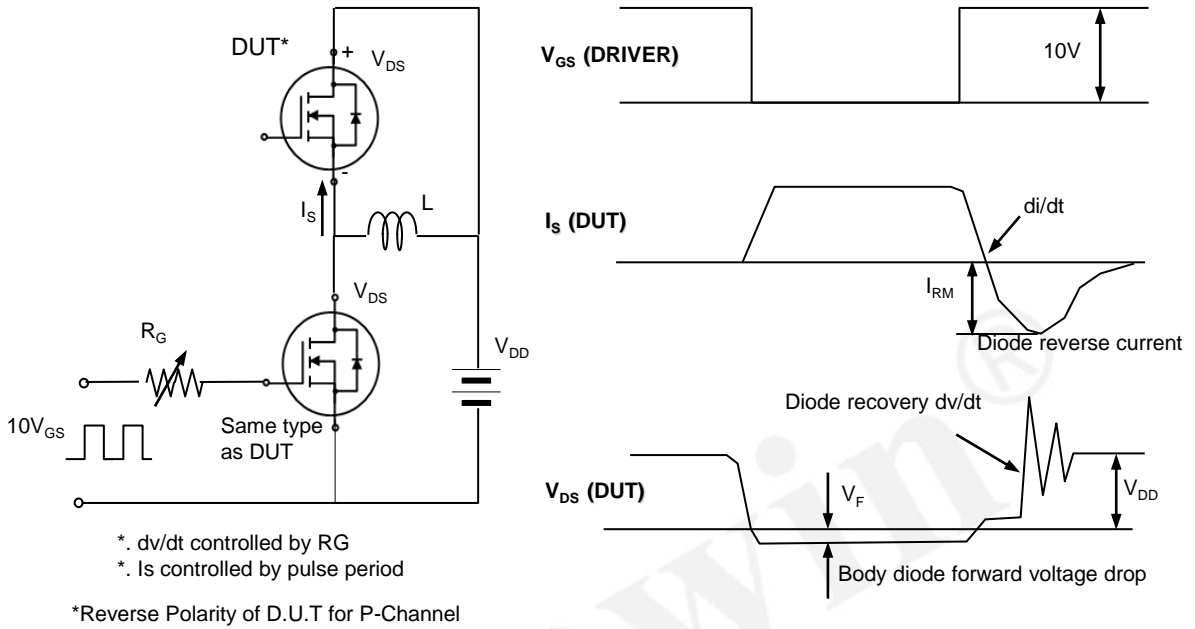 DUT*
+
V_DS
-
I_S
L
V_DS
R_G
V_DD
10V_GS
Same type
as DUT
*. dv/dt controlled by RG
*. Is controlled by pulse period
*Reverse Polarity of D.U.T for P-Channel
V_GS (DRIVER)
10V
I_S (DUT)
di/dt
I_RM
Diode reverse current
Diode recovery dv/dt
V_DS (DUT)
V_F
V_DD
Body diode forward voltage drop
®
win